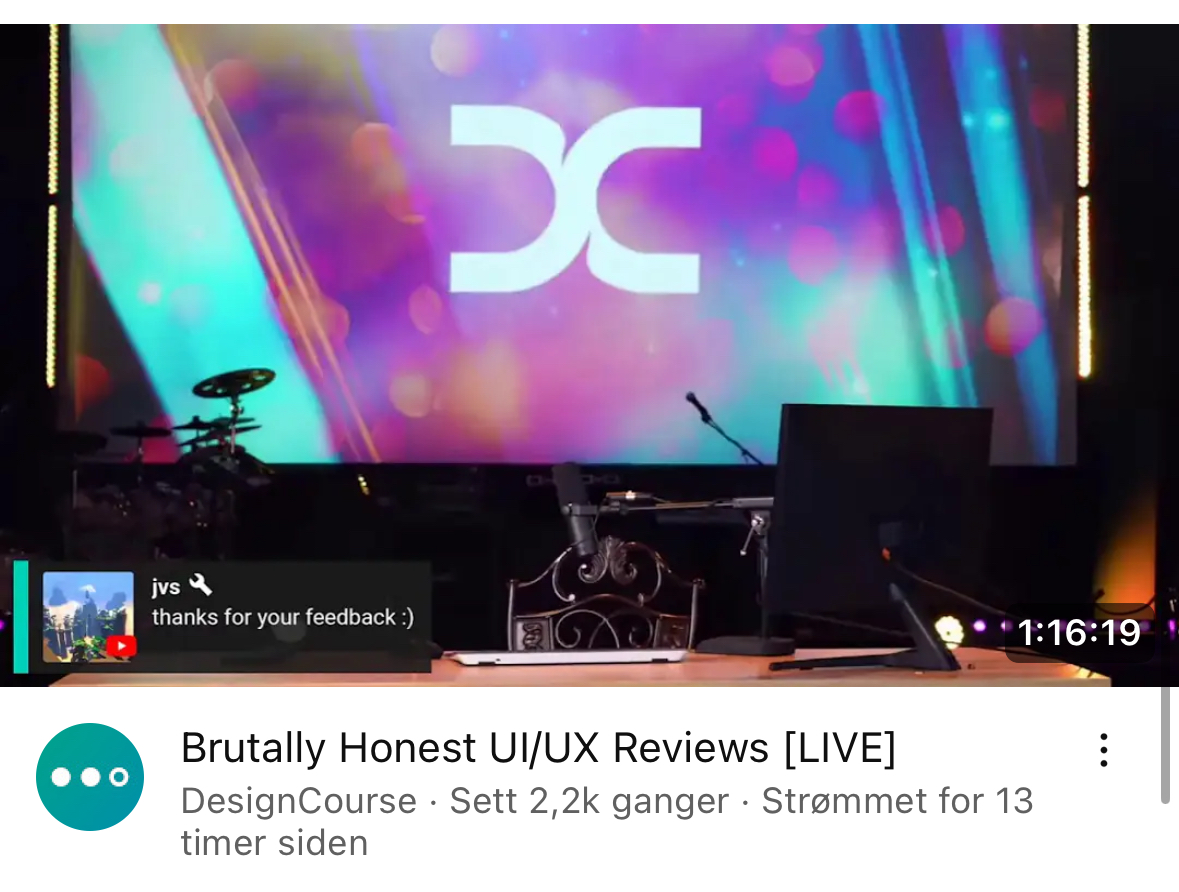 jvs
thanks for your feedback :)
1:16:19
Brutally Honest UI/UX Reviews [LIVE]
DesignCourse · Sett 2,2k ganger · Strømmet for 13
timer siden